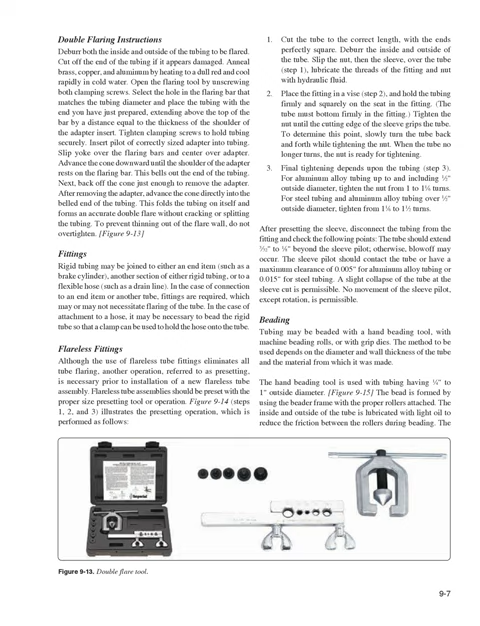 Double Flaring Instructions
Deburr both the inside and outside of the tubing to be flared.
Cut off the end of the tubing if it appears damaged. Anneal
brass, copper, and aluminum by heating to a dull red and cool
rapidly in cold water. Open the flaring tool by unscrewing
both clamping screws. Select the hole in the flaring bar that
matches the tubing diameter and place the tubing with the
end you have just prepared, extending above the top of the
bar by a distance equal to the thickness of the shoulder of
the adapter insert. Tighten clamping screws to hold tubing
securely. Insert pilot of correctly sized adapter into tubing.
Slip yoke over the flaring bars and center over adapter.
Advance the cone downward until the shoulder of the adapter
rests on the flaring bar. This bells out the end of the tubing.
Next, back off the cone just enough to remove the adapter.
After removing the adapter, advance the cone directly into the
belled end of the tubing. This folds the tubing on itself and
forms an accurate double flare without cracking or splitting
the tubing. To prevent thinning out of the flare wall, do not
overtighten. [Figure 9-13]
Fittings
Rigid tubing may be joined to either an end item (such as a
brake cylinder), another section of either rigid tubing, or to a
flexible hose (such as a drain line). In the case of connection
to an end item or another tube, fittings are required, which
may or may not necessitate flaring of the tube. In the case of
attachment to a hose, it may be necessary to bead the rigid
tube so that a clamp can be used to hold the hose onto the tube.
Flareless Fittings
Although the use of flareless tube fittings eliminates all
tube flaring, another operation, referred to as presetting,
is necessary prior to installation of a new flareless tube
assembly. Flareless tube assemblies should be preset with the
proper size presetting tool or operation. Figure 9-14 (steps
1, 2, and 3) illustrates the presetting operation, which is
performed as follows:
1. Cut the tube to the correct length, with the ends
perfectly square. Deburr the inside and outside of
the tube. Slip the nut, then the sleeve, over the tube
(step 1), lubricate the threads of the fitting and nut
with hydraulic fluid.
2. Place the fitting in a vise (step 2), and hold the tubing
firmly and squarely on the seat in the fitting. (The
tube must bottom firmly in the fitting.) Tighten the
nut until the cutting edge of the sleeve grips the tube.
To determine this point, slowly turn the tube back
and forth while tightening the nut. When the tube no
longer turns, the nut is ready for tightening.
3. Final tightening depends upon the tubing (step 3).
For aluminum alloy tubing up to and including ½"
outside diameter, tighten the nut from 1 to 1⅙ turns.
For steel tubing and aluminum alloy tubing over ½"
outside diameter, tighten from 1⅙ to 1½ turns.
After presetting the sleeve, disconnect the tubing from the
fitting and check the following points: The tube should extend
3⁄32" to ⅛" beyond the sleeve pilot; otherwise, blowoff may
occur. The sleeve pilot should contact the tube or have a
maximum clearance of 0.005" for aluminum alloy tubing or
0.015" for steel tubing. A slight collapse of the tube at the
sleeve cut is permissible. No movement of the sleeve pilot,
except rotation, is permissible.
Beading
Tubing may be beaded with a hand beading tool, with
machine beading rolls, or with grip dies. The method to be
used depends on the diameter and wall thickness of the tube
and the material from which it was made.
The hand beading tool is used with tubing having ¼" to
1" outside diameter. [Figure 9-15] The bead is formed by
using the beader frame with the proper rollers attached. The
inside and outside of the tube is lubricated with light oil to
reduce the friction between the rollers during beading. The
Imperial
Figure 9-13. Double flare tool.
9-7